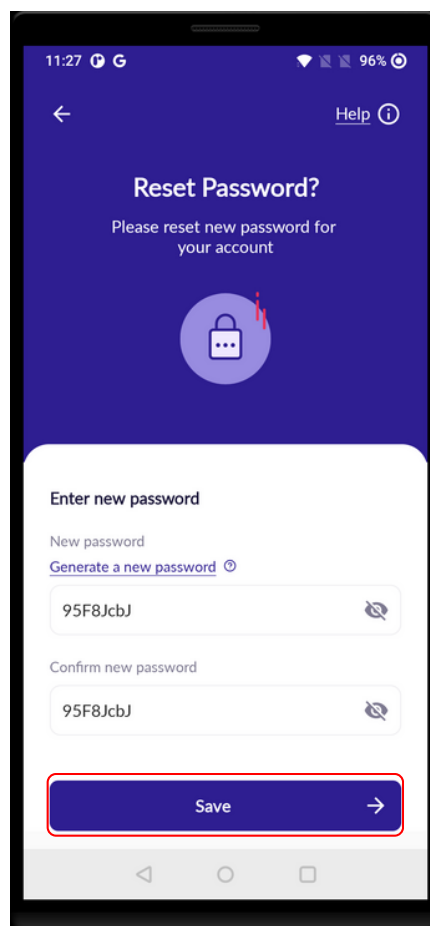 11:27 G 96%
Help
Reset Password?
Please reset new password for
your account
Enter new password
New password
Generate a new password
95F8JcbJ
Confirm new password
95F8JcbJ
Save